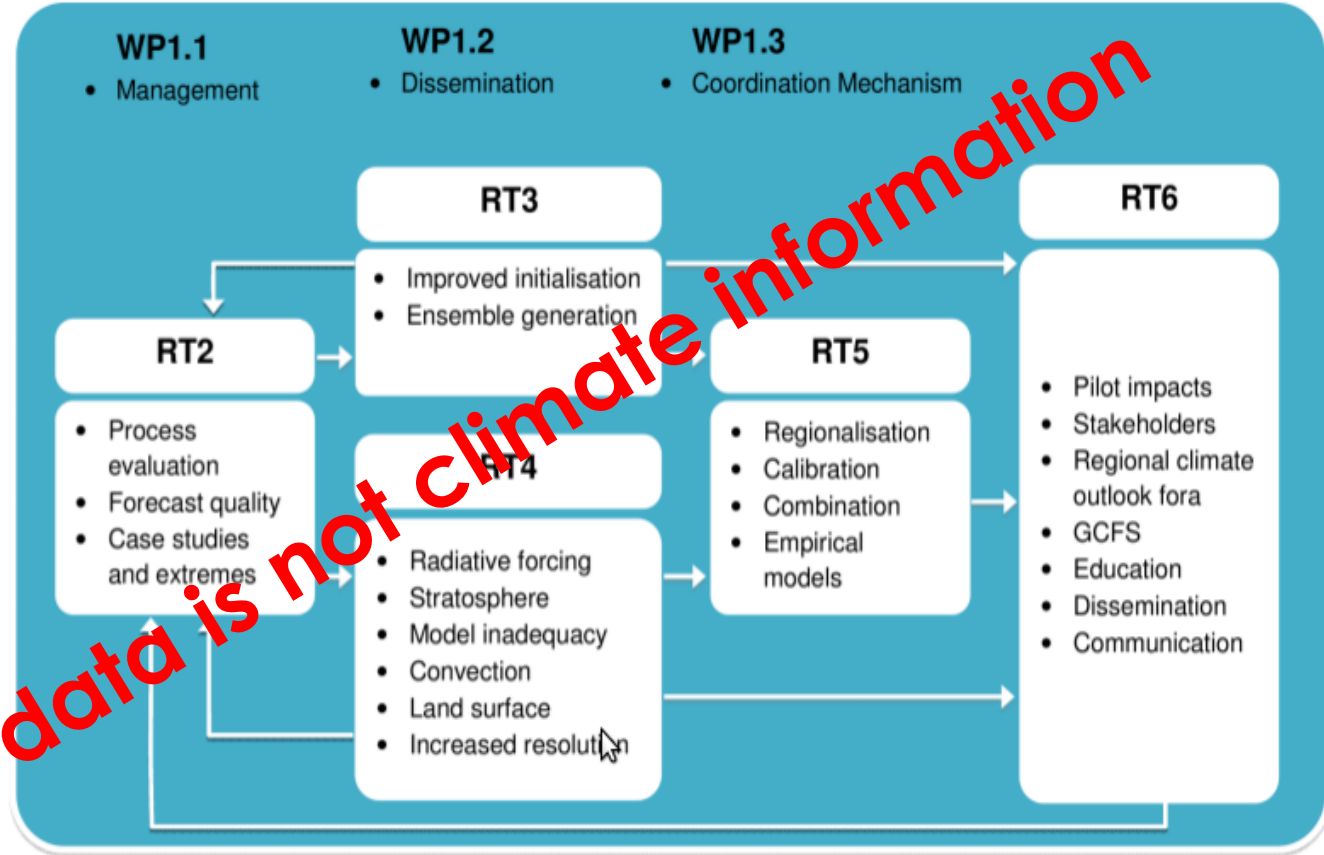 WP1.1
• Management
WP1.2
• Dissemination
WP1.3
• Coordination Mechanism
RT3
• Improved initialisation
• Ensemble generation
RT2
• Process
evaluation
• Forecast quality
• Case studies
and extremes
RT4
• Radiative forcing
• Stratosphere
• Model inadequacy
• Convection
• Land surface
• Increased resolution
RT5
• Regionalisation
• Calibration
• Combination
• Empirical
models
RT6
• Pilot impacts
• Stakeholders
• Regional climate
outlook fora
• GCFS
• Education
• Dissemination
• Communication
data is not climate information